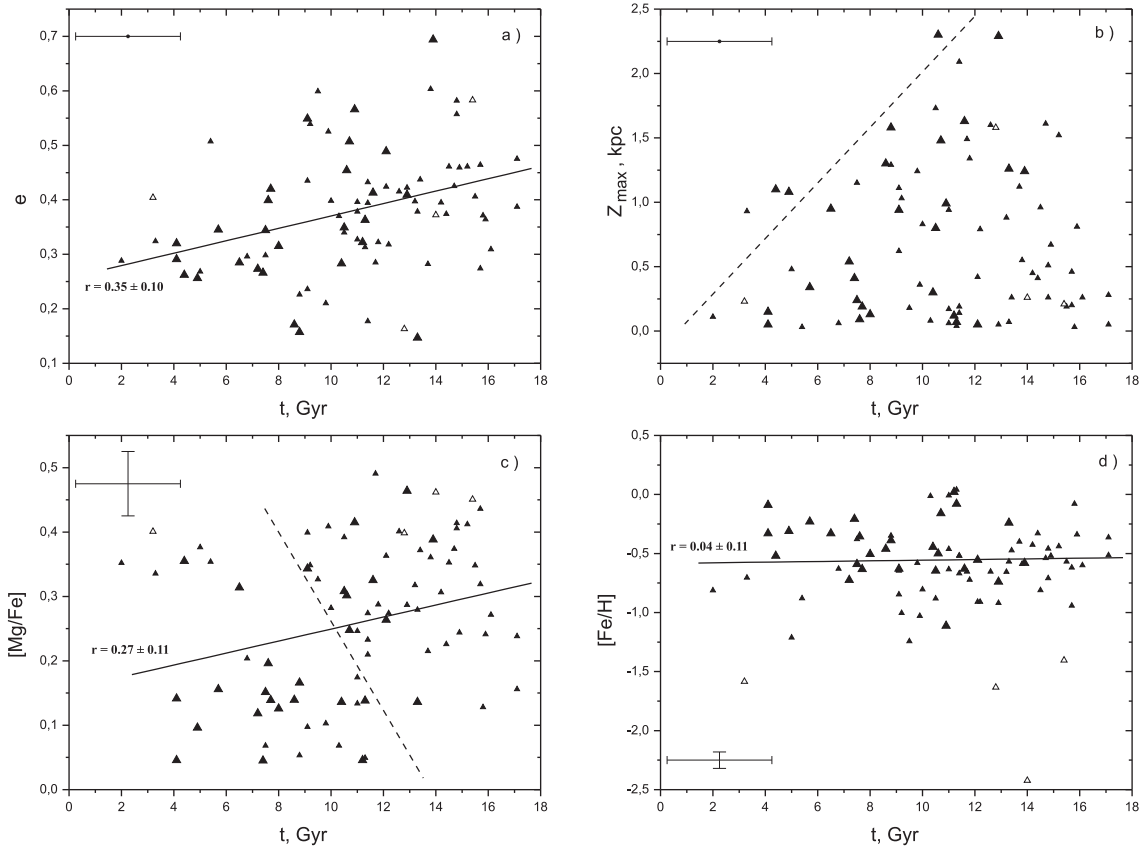 a )
0,7
0,6
0,5
0,4
0,3
0,2
0,1
e
r = 0.35 ± 0.10
0 2 4 6 8 10 12 14 16 18
t, Gyr
b )
2,5
2,0
1,5
1,0
0,5
0,0
Zmax , kpc
0 2 4 6 8 10 12 14 16 18
t, Gyr
c )
0,5
0,4
0,3
0,2
0,1
0,0
[Mg/Fe]
r = 0.27 ± 0.11
0 2 4 6 8 10 12 14 16 18
t, Gyr
d )
0,5
0,0
-0,5
-1,0
-1,5
-2,0
-2,5
[Fe/H]
r = 0.04 ± 0.11
0 2 4 6 8 10 12 14 16 18
t, Gyr